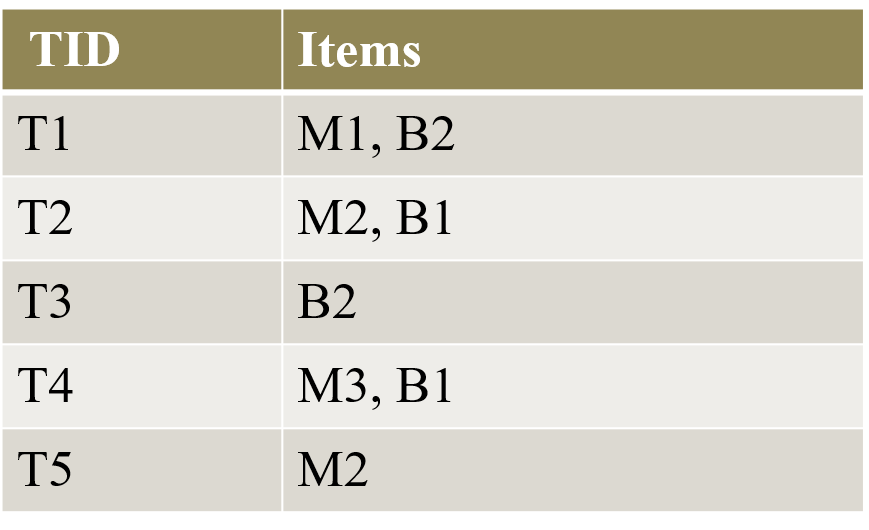 TID Items
T1 M1, B2
T2 M2, B1
T3 B2
T4 M3, B1
T5 M2